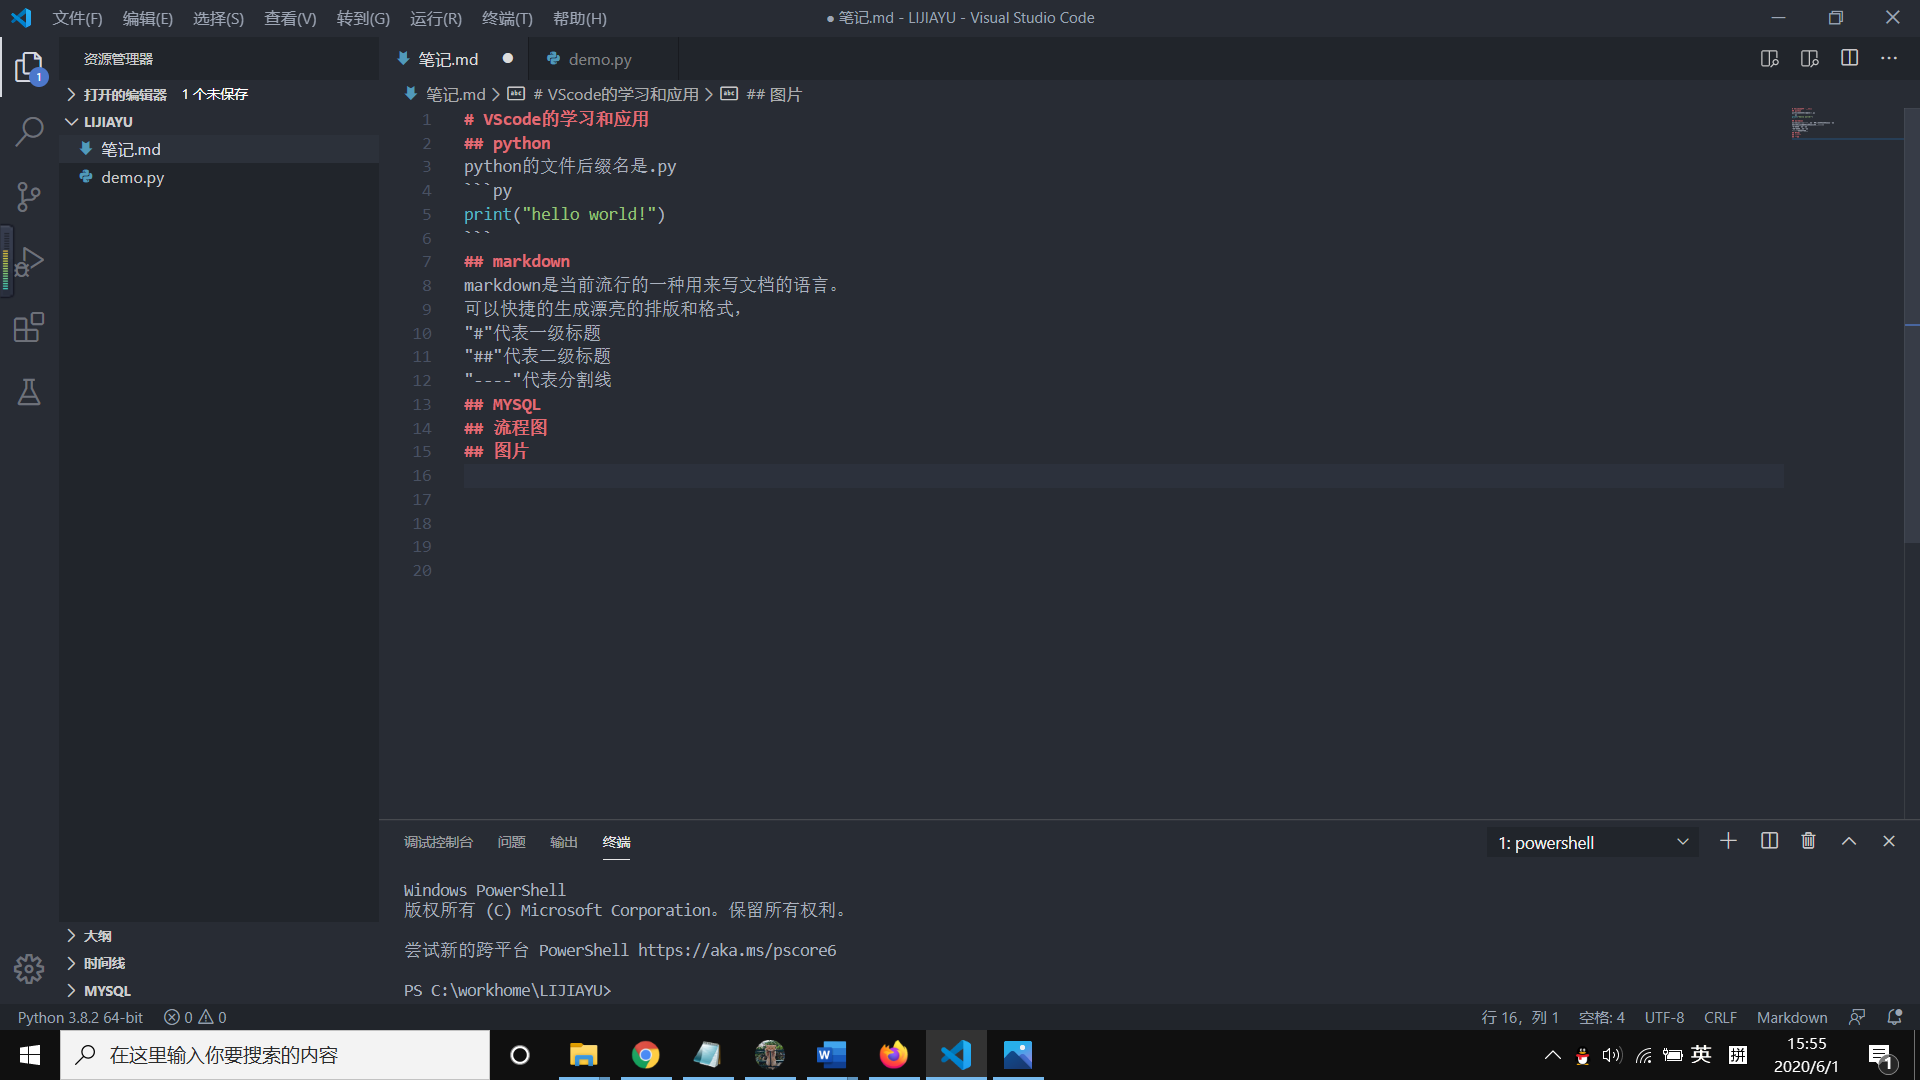 文件(F) 编辑(E) 选择(S) 查看(V) 转到(G) 运行(R) 终端(T) 帮助(H)
● 笔记.md - LIJIAYU - Visual Studio Code
1
资源管理器
打开的编辑器 1 个未保存
LIJIAYU
笔记.md
demo.py
笔记.md ●
demo.py
笔记.md > # VScode的学习和应用 > ## 图片
1 # VScode的学习和应用
2 ## python
3 python的文件后缀名是.py
4 ```py
5 print("hello world!")
6 ```
7 ## markdown
8 markdown是当前流行的一种用来写文档的语言。
9 可以快捷的生成漂亮的排版和格式,
10 "#"代表一级标题
11 "##"代表二级标题
12 "----"代表分割线
13 ## MYSQL
14 ## 流程图
15 ## 图片
16
17
18
19
20
调试控制台 问题 输出 终端
1: powershell
Windows PowerShell
版权所有 (C) Microsoft Corporation。保留所有权利。
尝试新的跨平台 PowerShell https://aka.ms/pscore6
PS C:\workhome\LIJIAYU>
大纲
时间线
MYSQL
Python 3.8.2 64-bit 0 0
行 16，列 1 空格: 4 UTF-8 CRLF Markdown
在这里输入你要搜索的内容
英 拼
15:55
2020/6/1
1